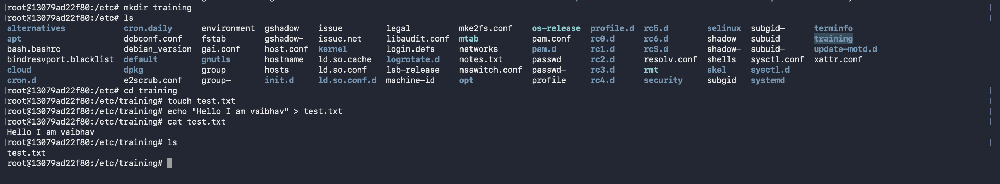 [root@13079ad22f80:/etc# mkdir training ]
[root@13079ad22f80:/etc# ls ]
alternatives cron.daily environment gshadow issue legal mke2fs.conf os-release profile.d rc5.d selinux subgid- terminfo
apt debconf.conf fstab gshadow- issue.net libaudit.conf mtab pam.conf rc0.d rc6.d shadow subuid training
bash.bashrc debian_version gai.conf host.conf kernel login.defs networks pam.d rc1.d rcS.d shadow- subuid- update-motd.d
bindresvport.blacklist default gnutls hostname ld.so.cache logrotate.d notes.txt passwd rc2.d resolv.conf shells sysctl.conf xattr.conf
cloud dpkg group hosts ld.so.conf lsb-release nsswitch.conf passwd- rc3.d rmt skel sysctl.d
cron.d e2scrub.conf group- init.d ld.so.conf.d machine-id opt profile rc4.d security subgid systemd
[root@13079ad22f80:/etc# cd training ]
[root@13079ad22f80:/etc/training# touch test.txt ]
[root@13079ad22f80:/etc/training# echo "Hello I am vaibhav" > test.txt ]
[root@13079ad22f80:/etc/training# cat test.txt ]
Hello I am vaibhav
[root@13079ad22f80:/etc/training# ls ]
test.txt
root@13079ad22f80:/etc/training#